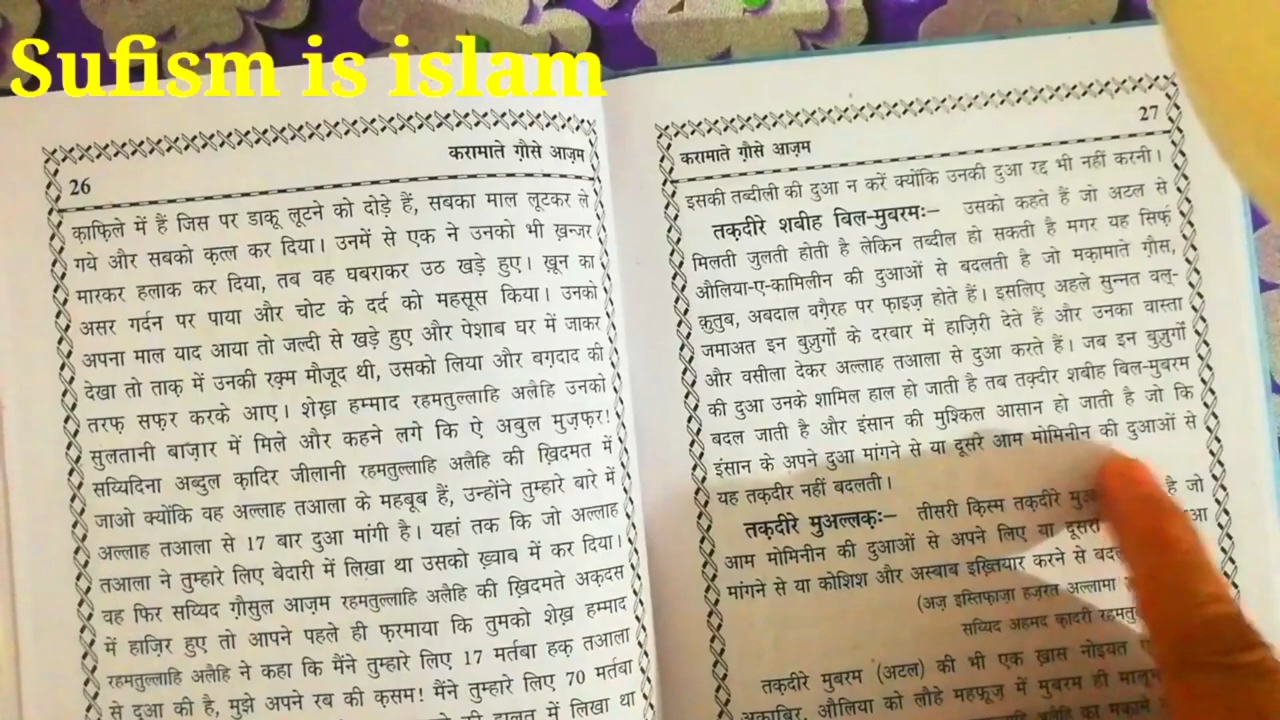 Sufism is islam
करामाते ग़ौसे आज़म
26
क़ाफ़िले में हैं जिस पर डाकू लूटने को दोड़े हैं, सबका माल लूटकर ले
गये और सबको क़त्ल कर दिया। उनमें से एक ने उनको भी ख़न्जर
मारकर हलाक कर दिया, तब वह घबराकर उठ खड़े हुए। ख़ून का
असर गर्दन पर पाया और चोट के दर्द को महसूस किया। उनको
अपना माल याद आया तो जल्दी से खड़े हुए और पेशाब घर में जाकर
देखा तो ताक़ में उनकी रक़्म मौजूद थी, उसको लिया और बग़दाद की
तरफ़ सफ़र करके आए। शेख़ हम्माद रहमतुल्लाहि अलैहि उनको
सुलतानी बाज़ार में मिले और कहने लगे कि ऐ अबुल मुज़फ़र!
सय्यिदिना अब्दुल क़ादिर जीलानी रहमतुल्लाहि अलैहि की ख़िदमत में
जाओ क्योंकि वह अल्लाह तआला के महबूब हैं, उन्होंने तुम्हारे बारे में
अल्लाह तआला से 17 बार दुआ मांगी है। यहां तक कि जो अल्लाह
तआला ने तुम्हारे लिए बेदारी में लिखा था उसको ख़्वाब में कर दिया।
वह फिर सय्यिद ग़ौसुल आज़म रहमतुल्लाहि अलैहि की ख़िदमते अक़दस
में हाज़िर हुए तो आपने पहले ही फ़रमाया कि तुमको शेख़ हम्माद
रहमतुल्लाहि अलैहि ने कहा कि मैंने तुम्हारे लिए 17 मर्तबा हक़ तआला
से दुआ की है, मुझे अपने रब की क़सम! मैंने तुम्हारे लिए 70 मर्तबा
में लिखा था
27
करामाते ग़ौसे आज़म
इसकी तब्दीली की दुआ न करें क्योंकि उनकी दुआ रद्द भी नहीं करनी।
तक़दीरे शबीह बिल-मुबरमः– उसको कहते हैं जो अटल से
मिलती जुलती होती है लेकिन तब्दील हो सकती है मगर यह सिर्फ़
औलिया-ए-कामिलीन की दुआओं से बदलती है जो मक़ामाते ग़ौस,
क़ुतुब, अबदाल वग़ैरह पर फ़ाइज़ होते हैं। इसलिए अहले सुन्नत वल्-
जमाअत इन बुज़ुर्गों के दरबार में हाज़िरी देते हैं और उनका वास्ता
और वसीला देकर अल्लाह तआला से दुआ करते हैं। जब इन बुज़ुर्गों
की दुआ उनके शामिल हाल हो जाती है तब तक़्दीर शबीह बिल-मुबरम
बदल जाती है और इंसान की मुश्किल आसान हो जाती है जो कि
इंसान के अपने दुआ मांगने से या दूसरे आम मोमिनीन की दुआओं से
यह तक़दीर नहीं बदलती।
तक़दीरे मुअल्लक़ः– तीसरी क़िस्म तक़दीरे है जो
आम मोमिनीन की दुआओं से अपने लिए या
मांगने से या कोशिश और अस्बाब इख़्तियार करने से
(अज़ इस्तिफ़ाज़ा हज़रत अल्लामा
सय्यिद अहमद क़ादरी
तक़दीरे मुबरम (अटल) की भी एक ख़ास नोइयत
औलिया को लौहे महफ़ूज़ में मुबरम ही